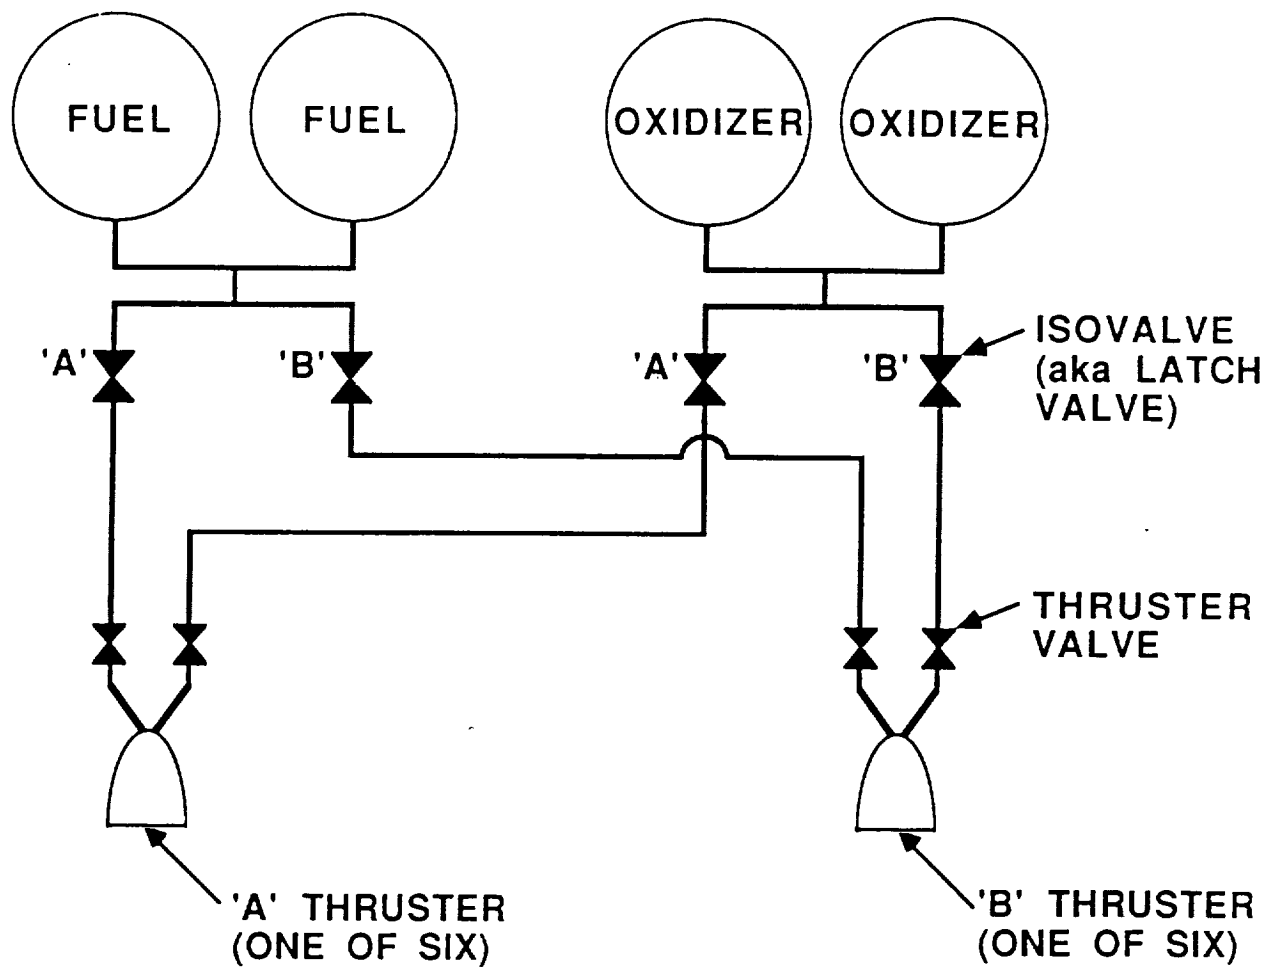 FUEL
FUEL
OXIDIZER
OXIDIZER
'A'
'B'
'A'
'B'
ISOVALVE
(aka LATCH
VALVE)
THRUSTER
VALVE
'A' THRUSTER
(ONE OF SIX)
'B' THRUSTER
(ONE OF SIX)